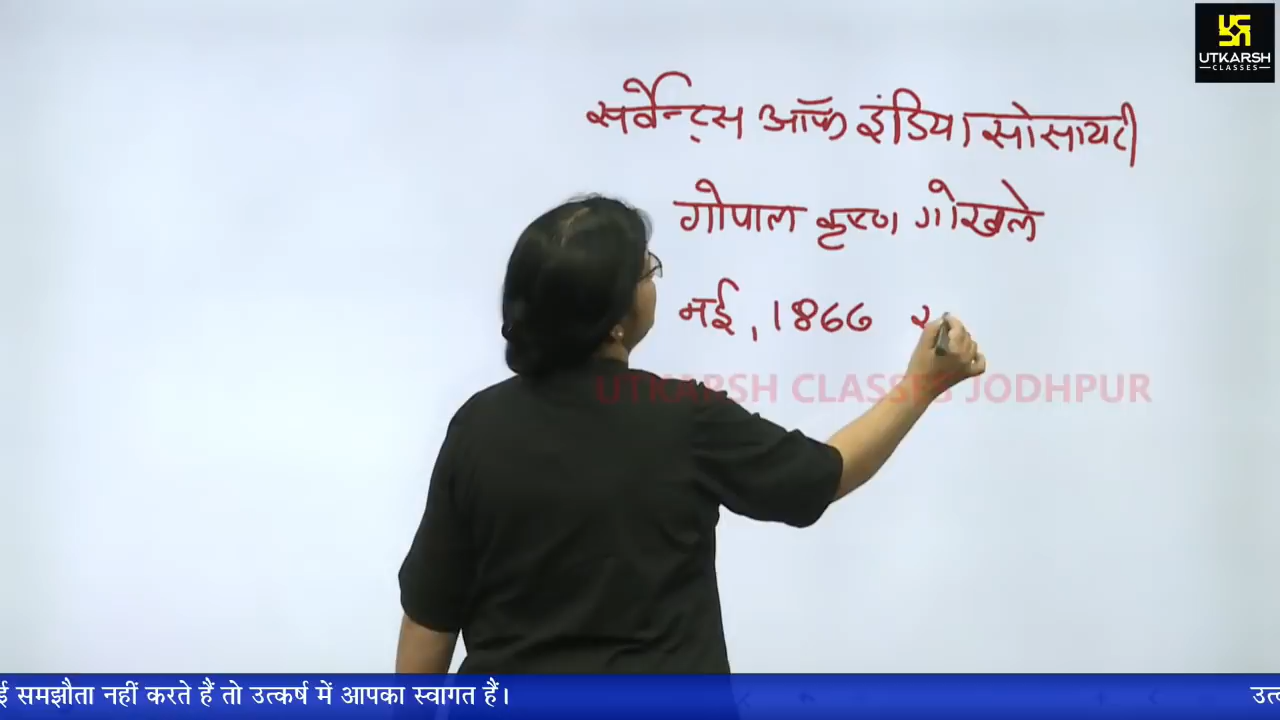 UTKARSH
CLASSES
सर्वेन्ट्स ऑफ इंडिया सोसायटी
गोपाल कृष्ण गोखले
मई, 1866
UTKARSH CLASSES JODHPUR
समझौता नहीं करते हैं तो उत्कर्ष में आपका स्वागत हैं।